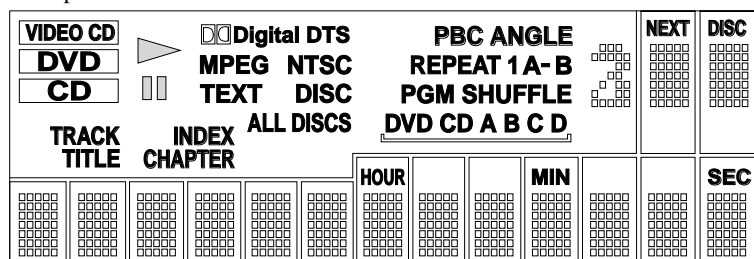 VIDEO CD
DVD
CD
Digital DTS
MPEG NTSC
TEXT DISC
ALL DISCS
PBC ANGLE
REPEAT 1 A-B
PGM SHUFFLE
DVD CD A B C D
NEXT
DISC
TRACK INDEX
TITLE CHAPTER
HOUR
MIN
SEC